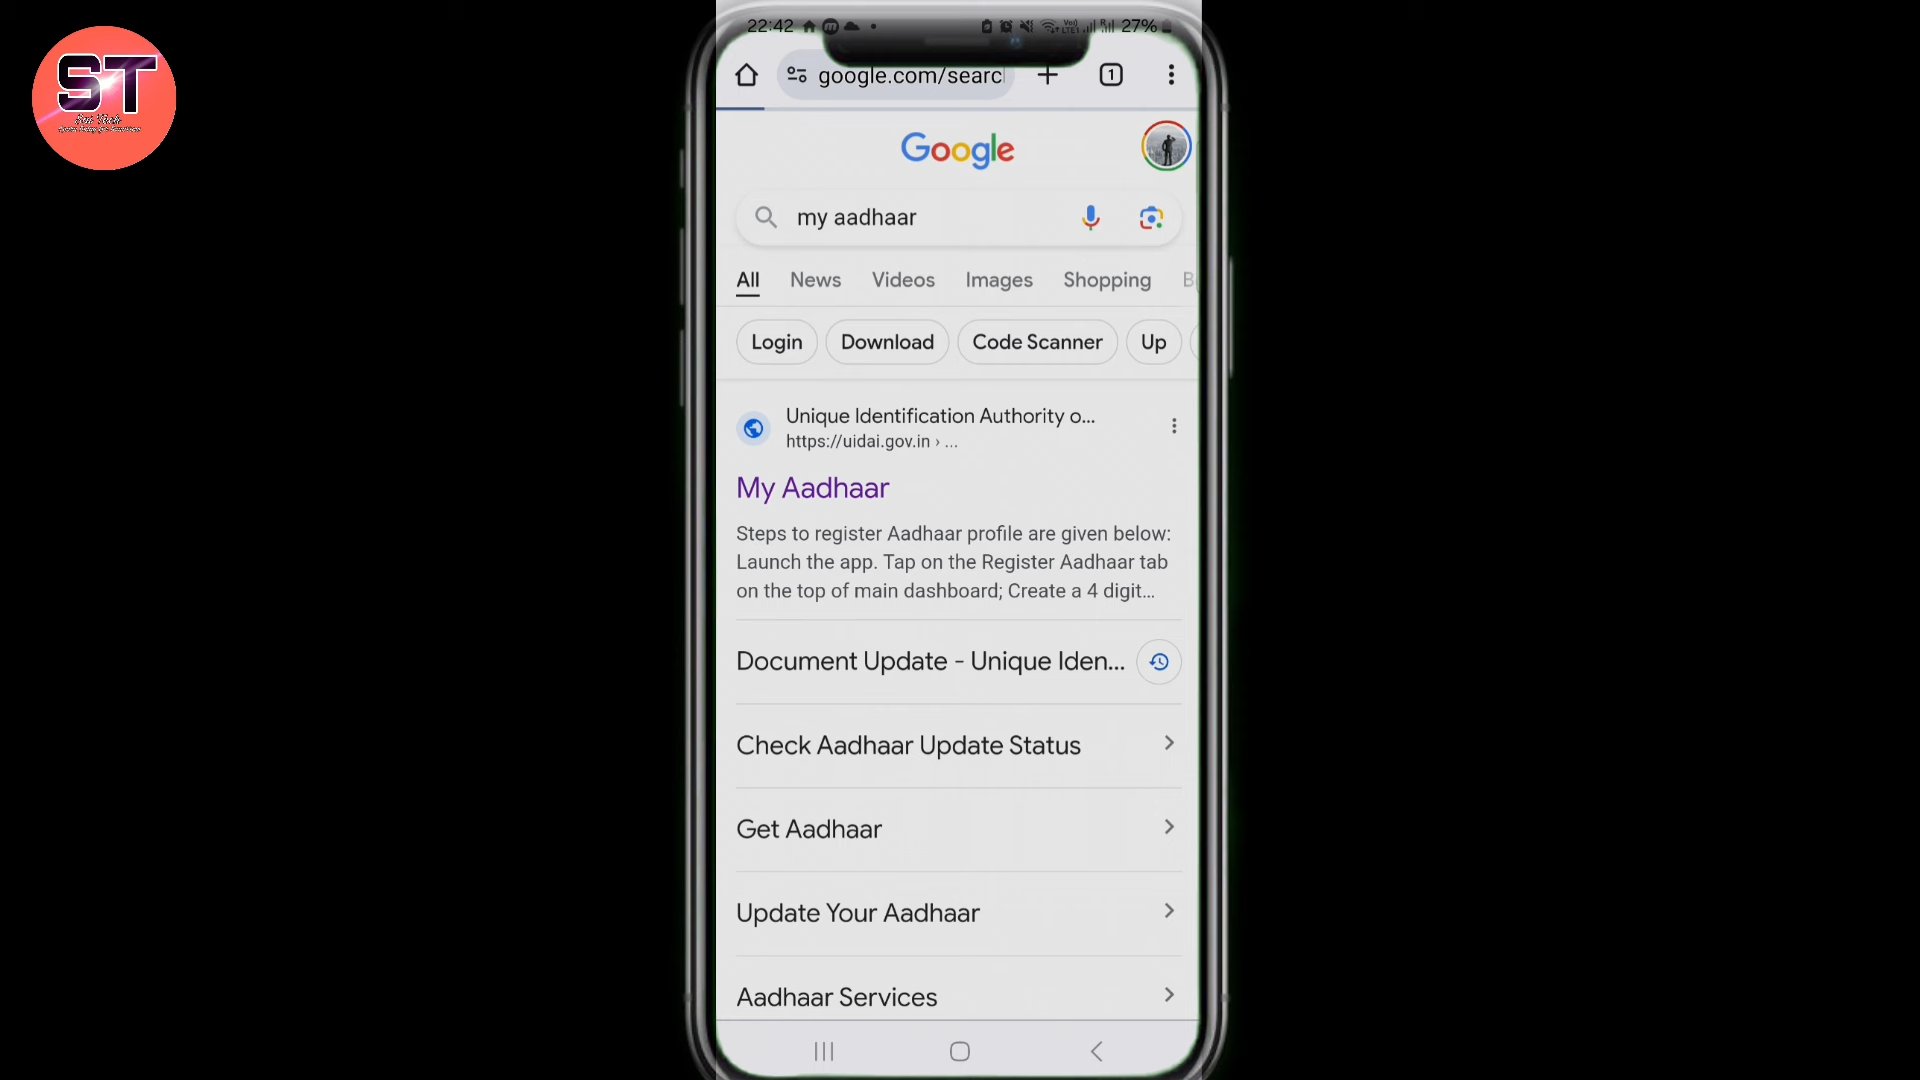 ST
22:42
27%
google.com/searc
1
Google
my aadhaar
All News Videos Images Shopping
Login Download Code Scanner Up
Unique Identification Authority o...
https://uidai.gov.in › ...
My Aadhaar
Steps to register Aadhaar profile are given below:
Launch the app. Tap on the Register Aadhaar tab
on the top of main dashboard; Create a 4 digit...
Document Update - Unique Iden...
Check Aadhaar Update Status
Get Aadhaar
Update Your Aadhaar
Aadhaar Services